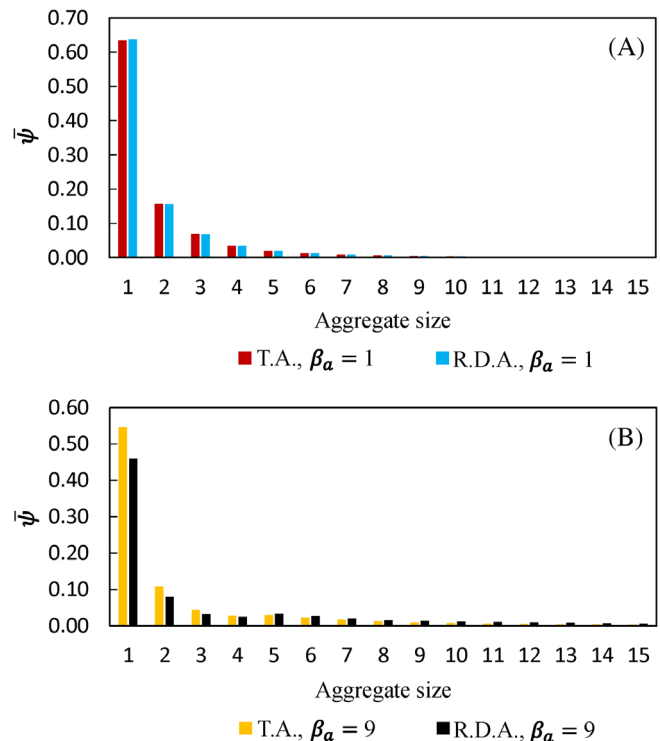 0.70
0.60
0.50
0.40
0.30
0.20
0.10
0.00
ψ̄
(A)
1 2 3 4 5 6 7 8 9 10 11 12 13 14 15
Aggregate size
T.A., βₐ = 1 R.D.A., βₐ = 1
0.60
0.50
0.40
0.30
0.20
0.10
0.00
ψ̄
(B)
1 2 3 4 5 6 7 8 9 10 11 12 13 14 15
Aggregate size
T.A., βₐ = 9 R.D.A., βₐ = 9